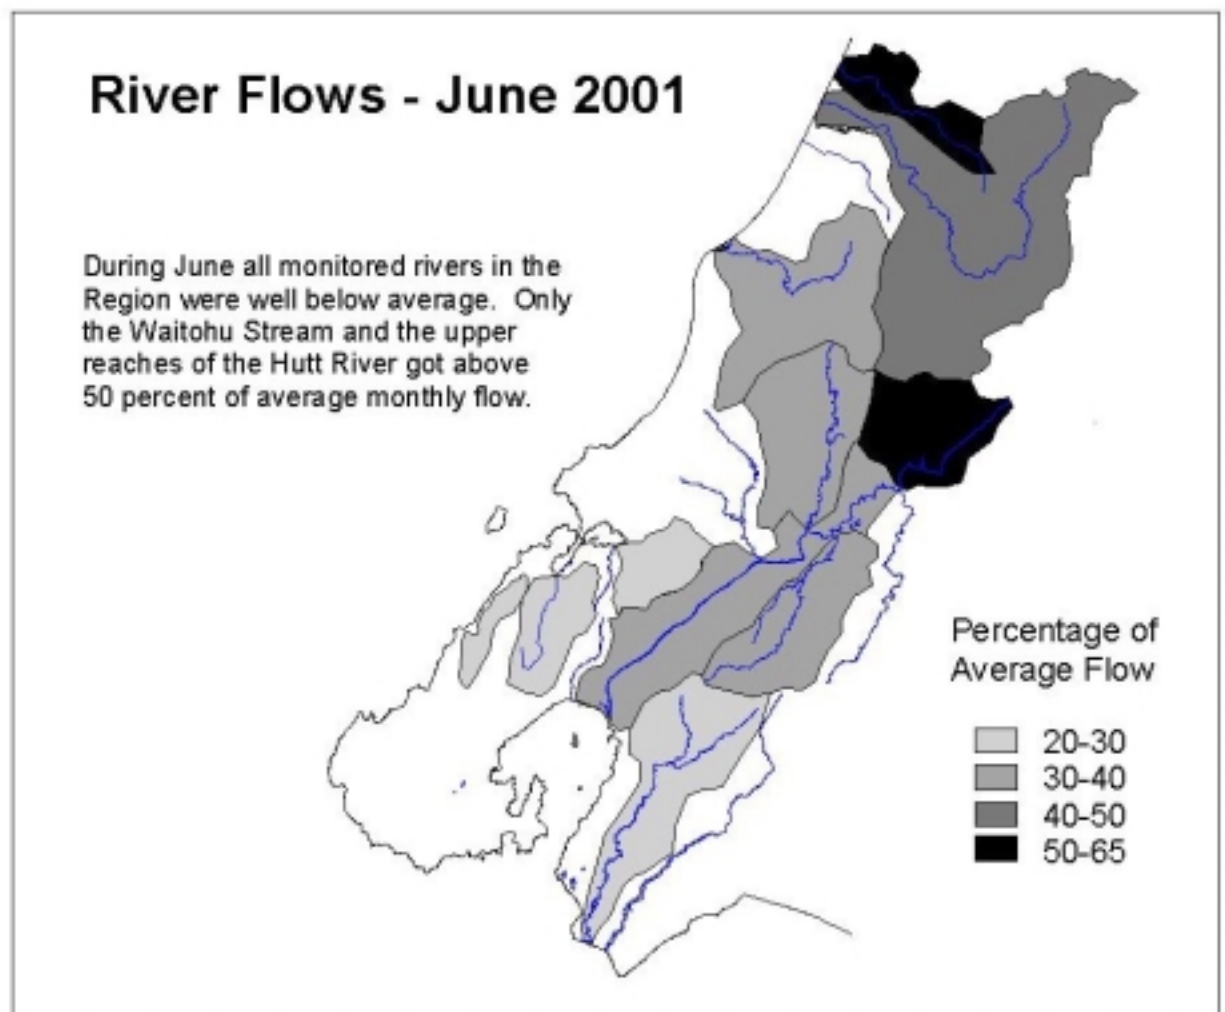 River Flows - June 2001
During June all monitored rivers in the
Region were well below average. Only
the Waitohu Stream and the upper
reaches of the Hutt River got above
50 percent of average monthly flow.
Percentage of
Average Flow
20-30
30-40
40-50
50-65